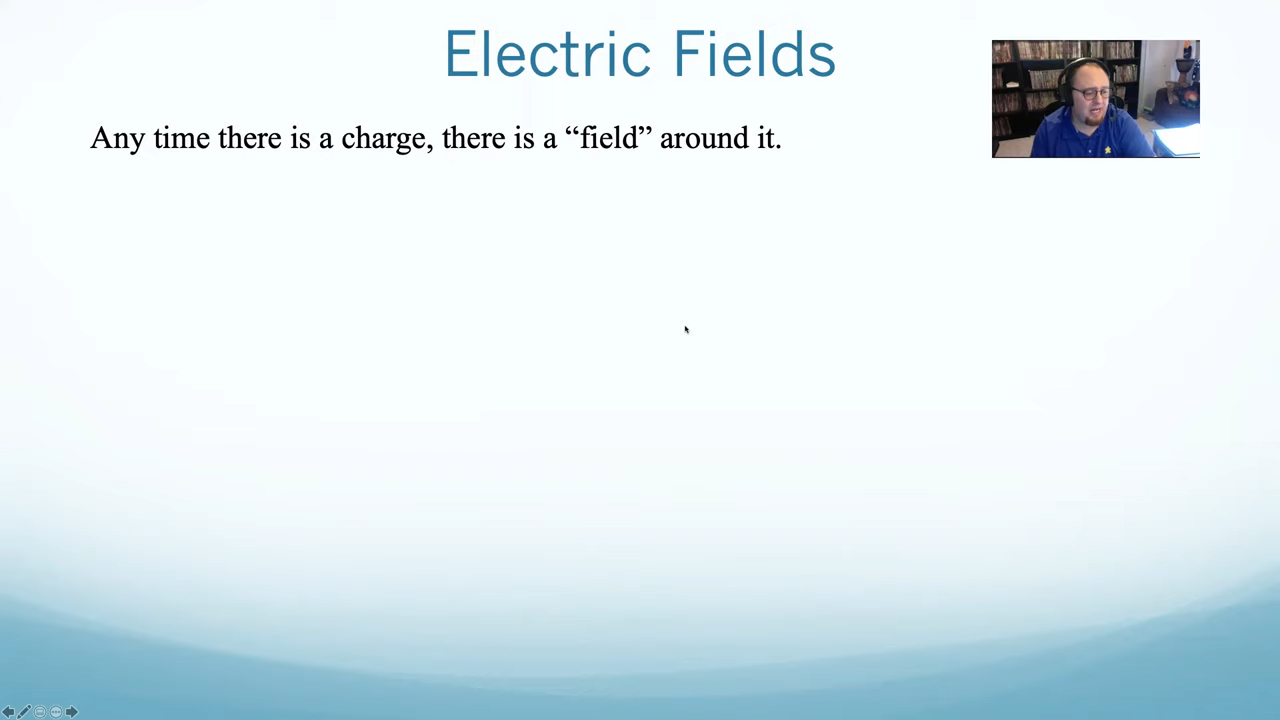 Electric Fields
Any time there is a charge, there is a “field” around it.